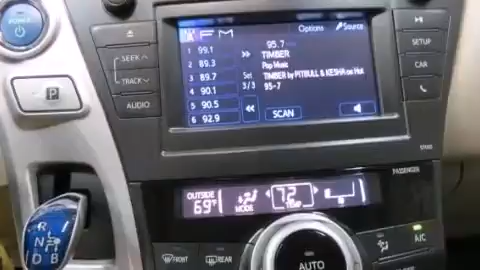 POWER
FM
Options
Source
1 99.1
2 89.3
3 89.7
4 90.1
5 90.5
6 92.9
95.7
TIMBER
Pop Music
TIMBER by PITBULL & KESHA on Hot
95-7
Set
3/3
SCAN
SEEK
TRACK
AUDIO
SETUP
CAR
P
PASSENGER
OUTSIDE
69°F
MODE
72
TEMP
FRONT
REAR
AUTO
A/C
R
N
D
B